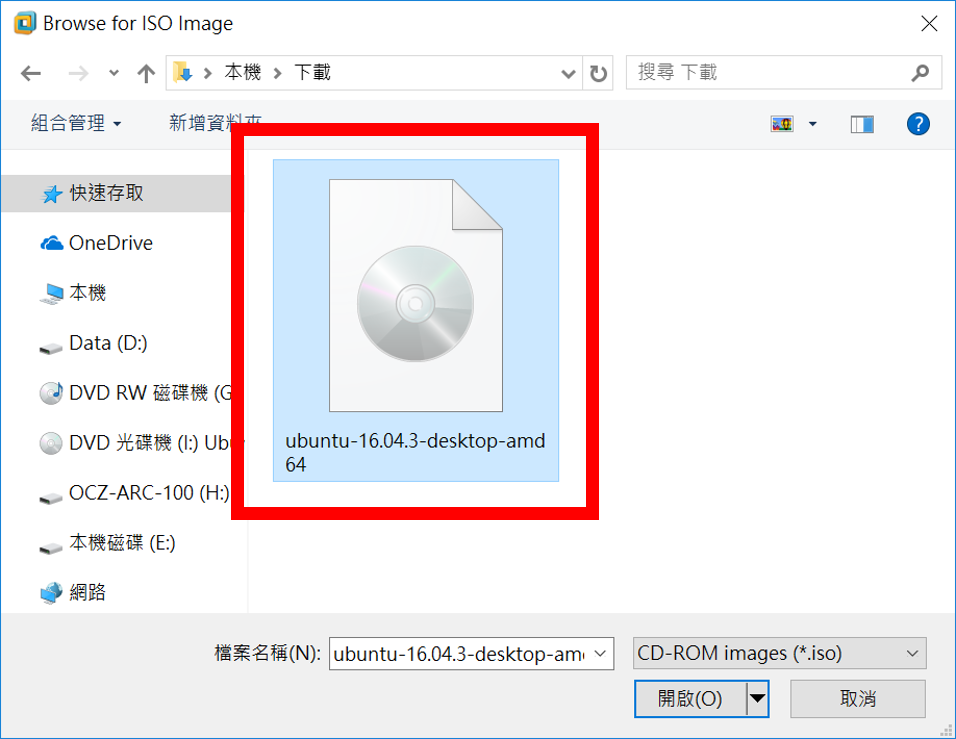 Browse for ISO Image
本機 下載
搜尋 下載
組合管理
新增資料夾
快速存取
OneDrive
本機
Data (D:)
DVD RW 磁碟機 (G
DVD 光碟機 (I:) Ubu
OCZ-ARC-100 (H:)
本機磁碟 (E:)
網路
ubuntu-16.04.3-desktop-amd
64
檔案名稱(N):
ubuntu-16.04.3-desktop-am
CD-ROM images (*.iso)
開啟(O)
取消